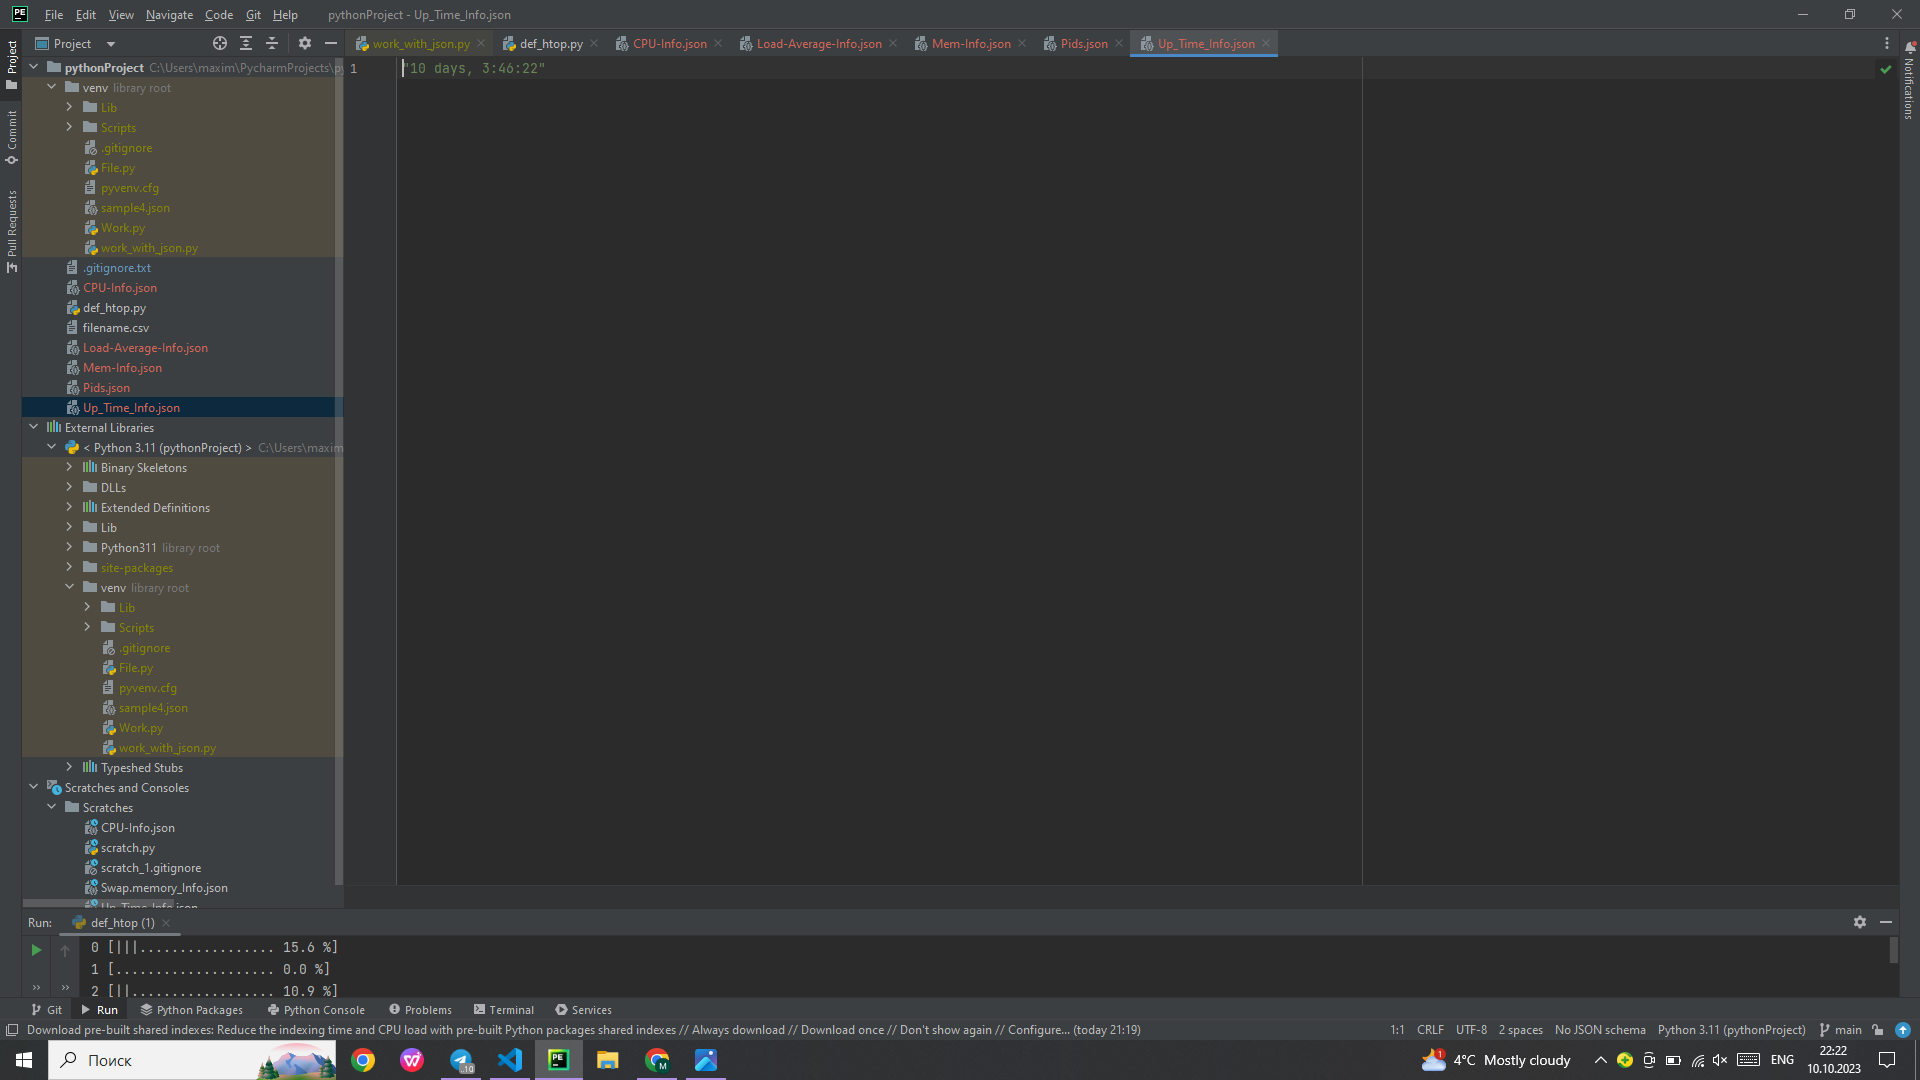 File Edit View Navigate Code Git Help pythonProject - Up_Time_Info.json
Project
work_with_json.py def_htop.py CPU-Info.json Load-Average-Info.json Mem-Info.json Pids.json Up_Time_Info.json
Project
Commit
Pull Requests
Notifications
pythonProject C:\Users\maxim\PycharmProjects\py
venv library root
Lib
Scripts
.gitignore
File.py
pyvenv.cfg
sample4.json
Work.py
work_with_json.py
.gitignore.txt
CPU-Info.json
def_htop.py
filename.csv
Load-Average-Info.json
Mem-Info.json
Pids.json
Up_Time_Info.json
External Libraries
< Python 3.11 (pythonProject) > C:\Users\maxim
Binary Skeletons
DLLs
Extended Definitions
Lib
Python311 library root
site-packages
venv library root
Lib
Scripts
.gitignore
File.py
pyvenv.cfg
sample4.json
Work.py
work_with_json.py
Typeshed Stubs
Scratches and Consoles
Scratches
CPU-Info.json
scratch.py
scratch_1.gitignore
Swap.memory_Info.json
Up_Time_Info.json
1 "10 days, 3:46:22"
Run: def_htop (1)
0 [|||................. 15.6 %]
1 [.................... 0.0 %]
2 [||.................. 10.9 %]
Git Run Python Packages Python Console Problems Terminal Services
Download pre-built shared indexes: Reduce the indexing time and CPU load with pre-built Python packages shared indexes // Always download // Download once // Don't show again // Configure... (today 21:19) 1:1 CRLF UTF-8 2 spaces No JSON schema Python 3.11 (pythonProject) main
Поиск 4°C Mostly cloudy ENG
22:22
10.10.2023